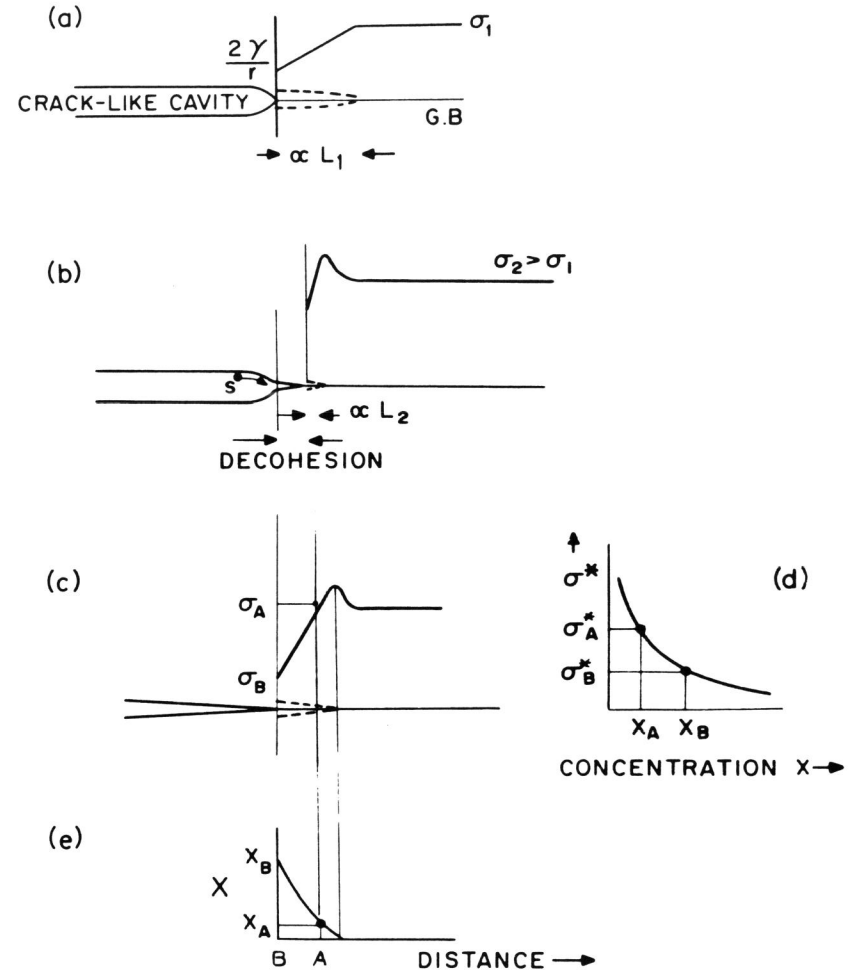 (a)
σ₁
2γ
r
CRACK-LIKE CAVITY
G.B
∝ L₁
(b)
σ₂>σ₁
S
∝ L₂
DECOHESION
(c)
σA
σB
(d)
σ*
σ*A
σ*B
XA XB
CONCENTRATION X→
(e)
XB
X
XA
B A DISTANCE →